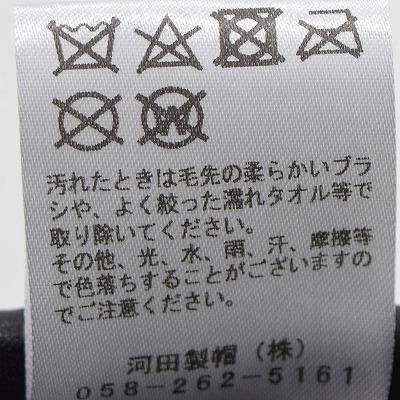 W
汚れたときは毛先の柔らかいブラ
シや、よく絞った濡れタオル等で
取り除いてください。
その他、光、水、雨、汗、摩擦等
で色落ちすることがございますの
でご注意ください。
河田製帽（株）
058-262-5161